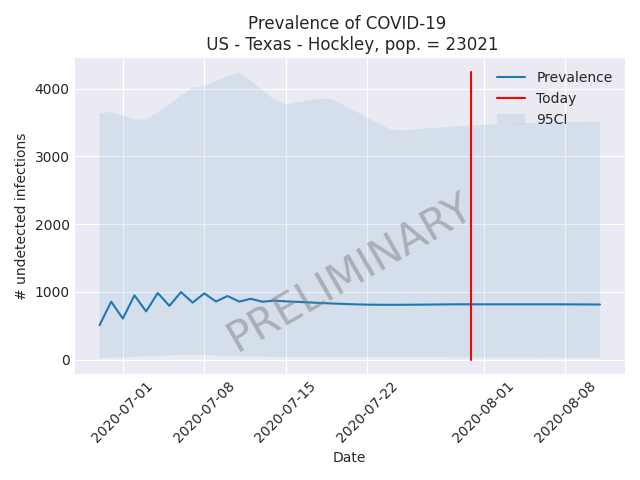 Prevalence of COVID-19
US - Texas - Hockley, pop. = 23021
Prevalence
Today
95CI
4000
3000
2000
1000
0
# undetected infections
PRELIMINARY
2020-07-01
2020-07-08
2020-07-15
2020-07-22
2020-08-01
2020-08-08
Date